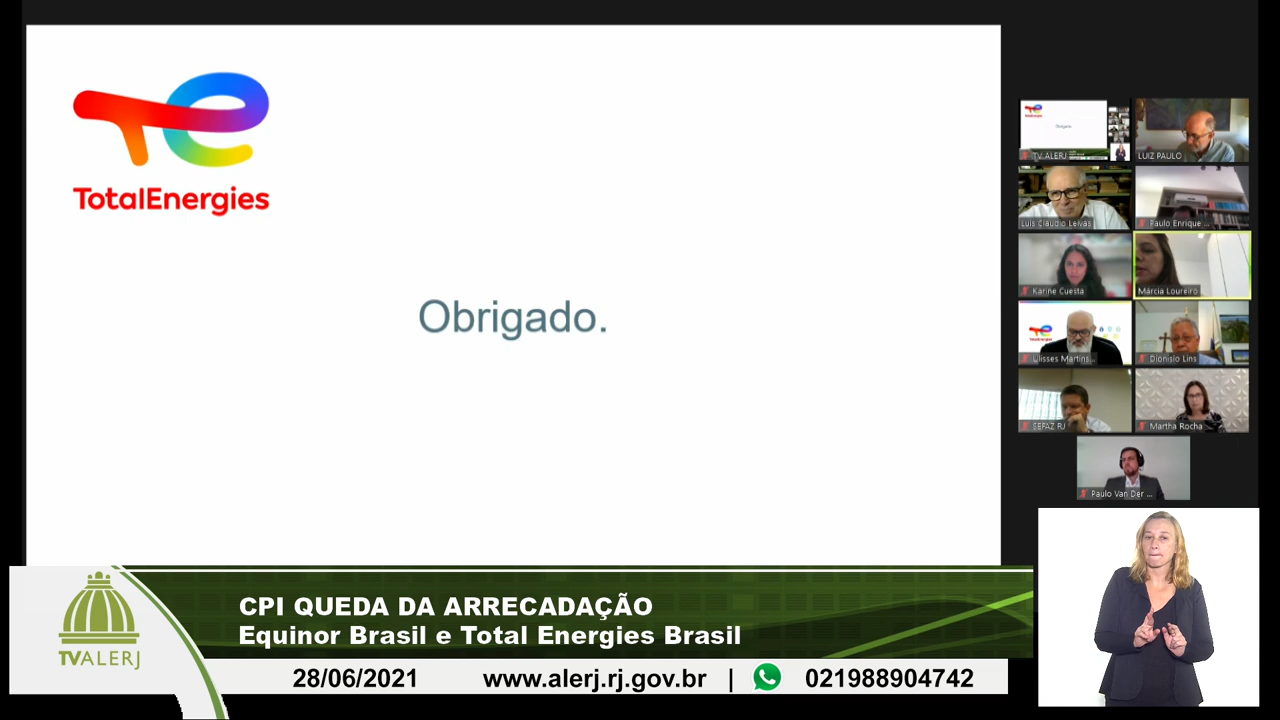 TotalEnergies
Obrigado.
TV ALERJ
LUIZ PAULO
Luis Claudio Leivas
Paulo Enrique ...
Karine Cuesta
Márcia Loureiro
Ulisses Martins...
Dionisio Lins
SEFAZ RJ
Martha Rocha
Paulo Van Der ...
CPI QUEDA DA ARRECADAÇÃO
Equinor Brasil e Total Energies Brasil
TVALERJ
28/06/2021 www.alerj.rj.gov.br | 021988904742